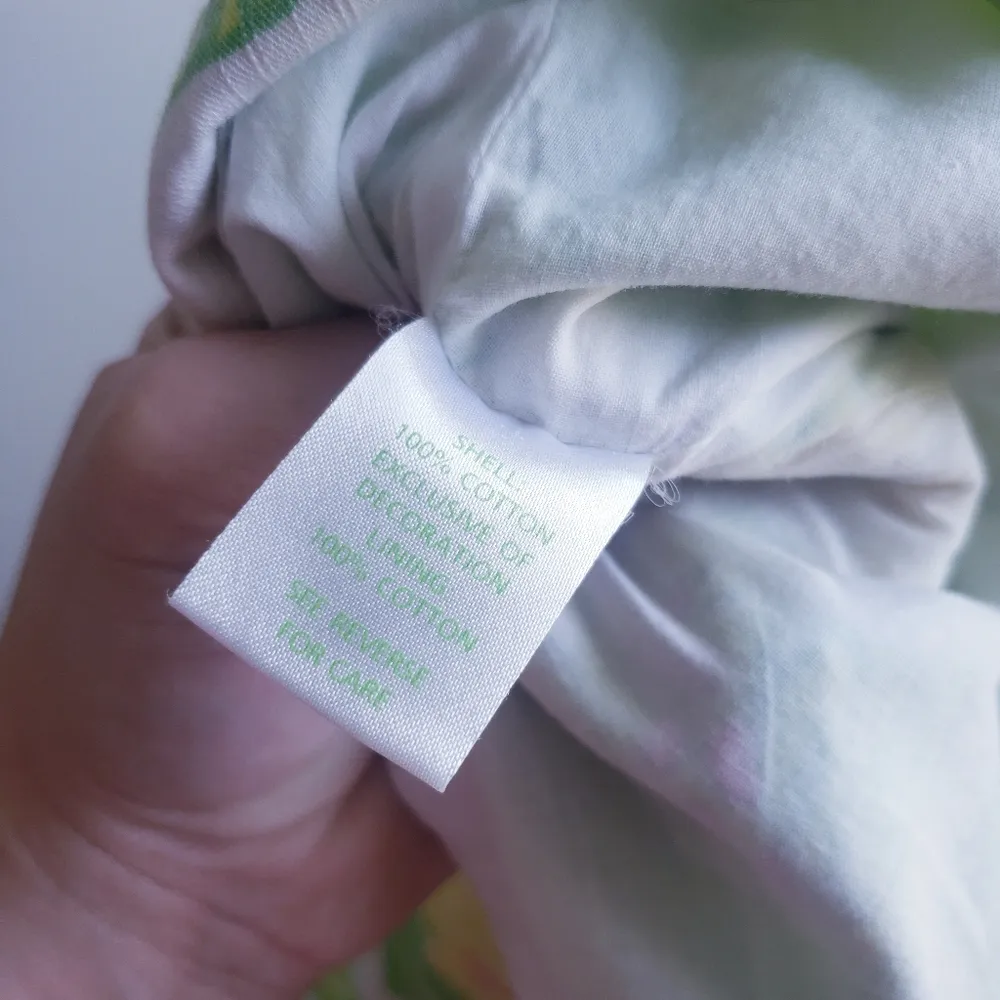 SHELL:
100% COTTON
EXCLUSIVE OF
DECORATION
LINING
100% COTTON
SEE REVERSE
FOR CARE